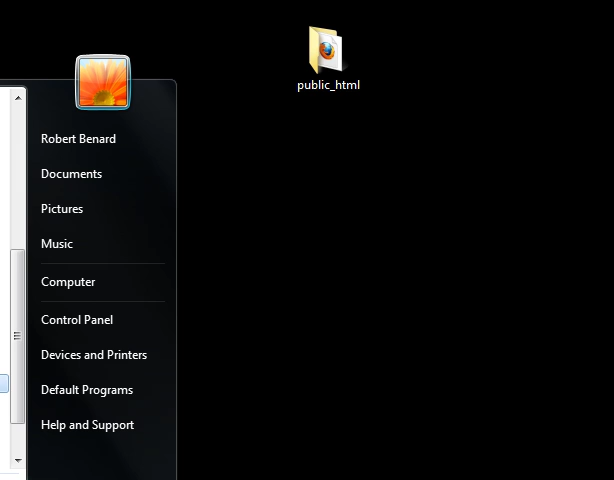 public_html
Robert Benard
Documents
Pictures
Music
Computer
Control Panel
Devices and Printers
Default Programs
Help and Support